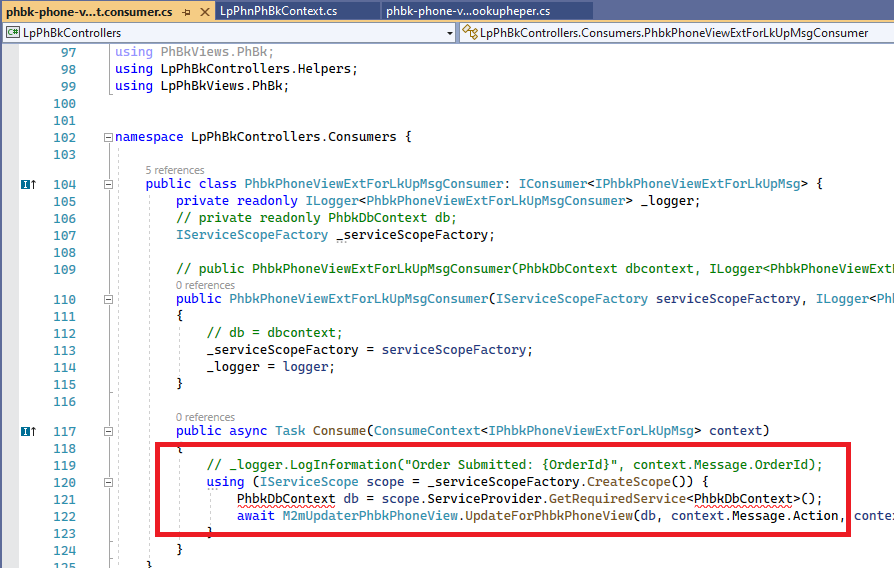 phbk-phone-v...t.consumer.cs
LpPhnPhBkContext.cs
phbk-phone-v...ookupheper.cs
C# LpPhBkControllers
LpPhBkControllers.Consumers.PhbkPhoneViewExtForLkUpMsgConsumer
97 using PhBkViews.PhBk;
98 using LpPhBkControllers.Helpers;
99 using LpPhBkViews.PhBk;
100
101
102 namespace LpPhBkControllers.Consumers {
103
5 references
104 public class PhbkPhoneViewExtForLkUpMsgConsumer: IConsumer<IPhbkPhoneViewExtForLkUpMsg> {
105 private readonly ILogger<PhbkPhoneViewExtForLkUpMsgConsumer> _logger;
106 // private readonly PhbkDbContext db;
107 IServiceScopeFactory _serviceScopeFactory;
108
109 // public PhbkPhoneViewExtForLkUpMsgConsumer(PhbkDbContext dbcontext, ILogger<PhbkPhoneViewExtF
0 references
110 public PhbkPhoneViewExtForLkUpMsgConsumer(IServiceScopeFactory serviceScopeFactory, ILogger<Ph
111 {
112 // db = dbcontext;
113 _serviceScopeFactory = serviceScopeFactory;
114 _logger = logger;
115 }
116
0 references
117 public async Task Consume(ConsumeContext<IPhbkPhoneViewExtForLkUpMsg> context)
118 {
119 // _logger.LogInformation("Order Submitted: {OrderId}", context.Message.OrderId);
120 using (IServiceScope scope = _serviceScopeFactory.CreateScope()) {
121 PhbkDbContext db = scope.ServiceProvider.GetRequiredService<PhbkDbContext>();
122 await M2mUpdaterPhbkPhoneView.UpdateForPhbkPhoneView(db, context.Message.Action, conte
123 }
124 }
125 }